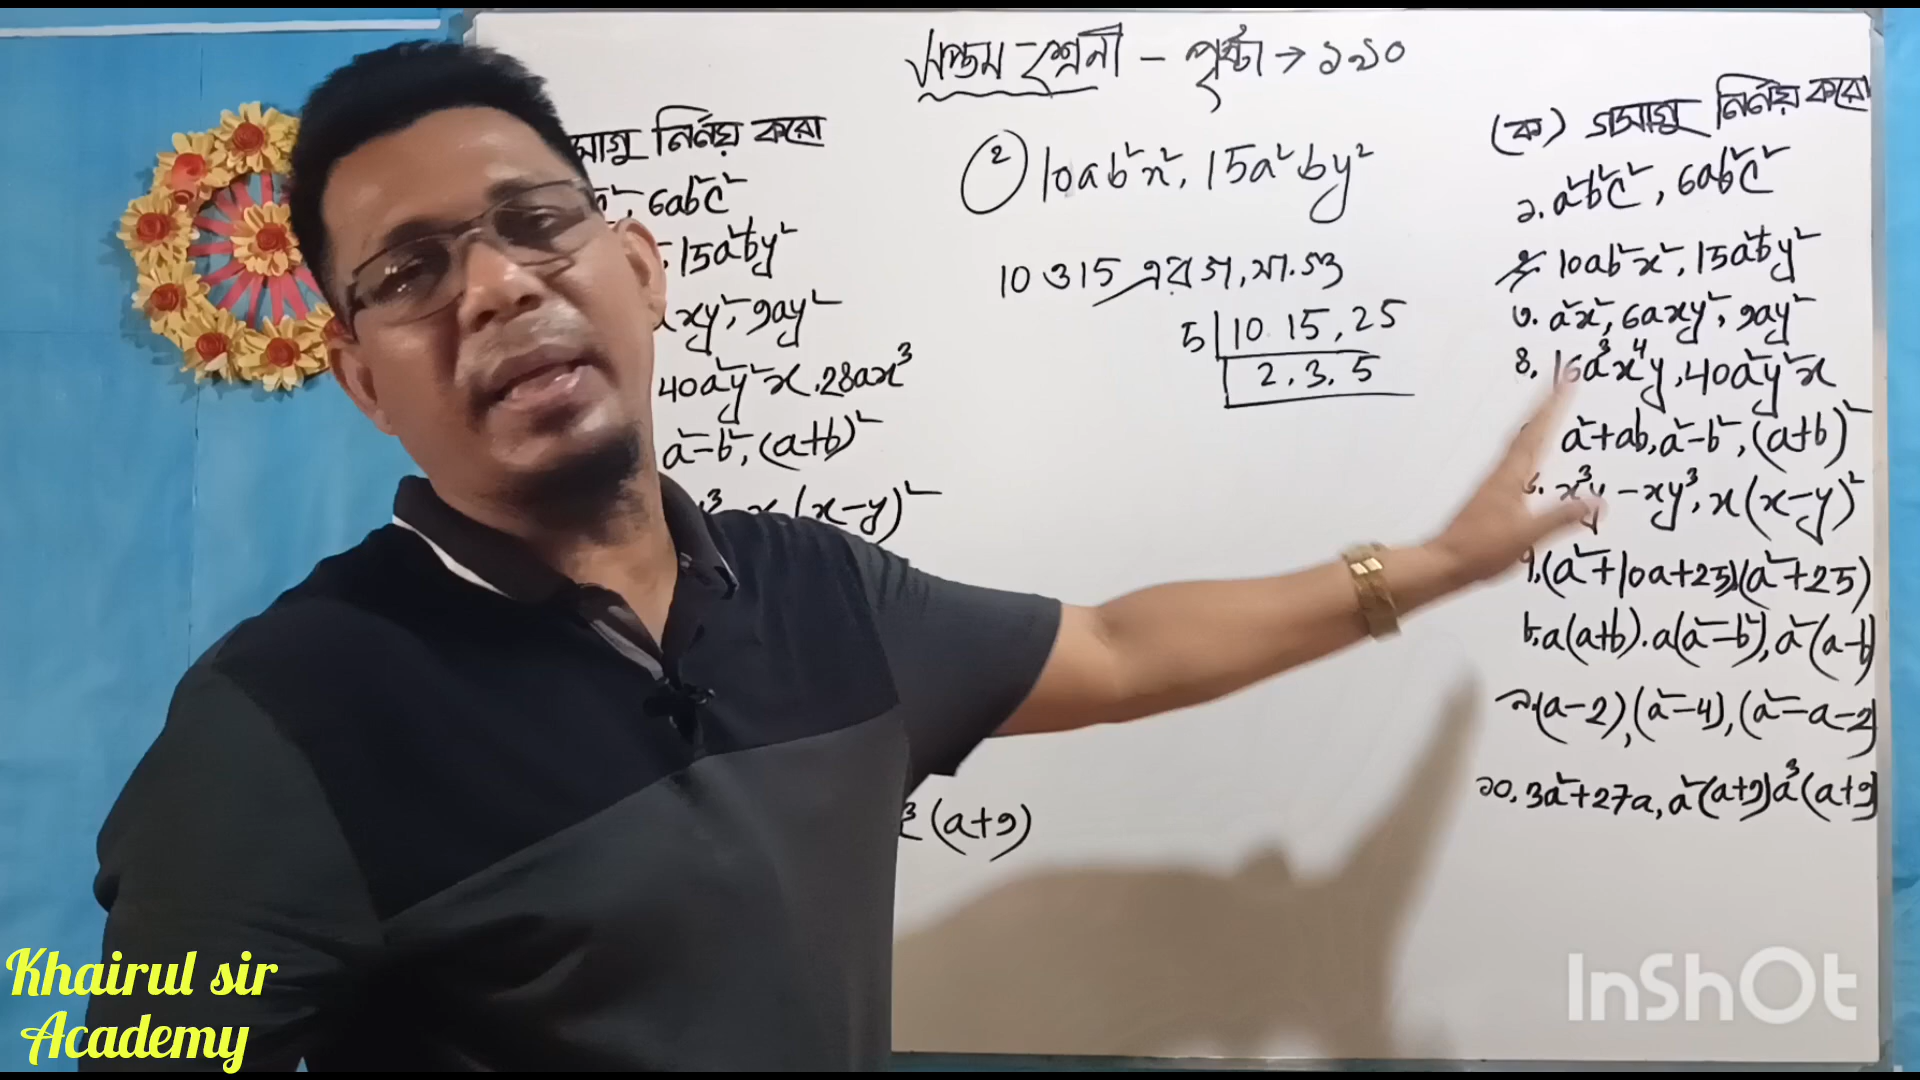 সপ্তম শ্রেনী – পৃষ্ঠা → ১৯০
সাগু নির্ণয় করো
6ab²c²
15a²by²
xy², 9ay²
40a²y²x, 28ax³
a²-b², (a+b)²
(x-y)²
(a+9)
② 10ab²x², 15a²by²
10 ও 15 এর গ, সা. গু
5 | 10. 15, 25
2, 3, 5
(ক) গসাগু নির্ণয় করো
১. a²b²c², 6ab²c²
২. 10ab²x², 15a²by²
৩. a²x², 6axy², 9ay²
৪. 16a³x⁴y, 40a²y²x
a²+ab, a²-b², (a+b)²
৬. x³y - xy³, x(x-y)²
৭. (a²+10a+25)(a²+25)
৮. a(a+b). a(a²-b²), a²(a-b)
৯. (a-2), (a²-4), (a²-a-2)
১০. 3a²+27a, a²(a+9) a³(a+9)
Khairul sir
Academy
InShOt